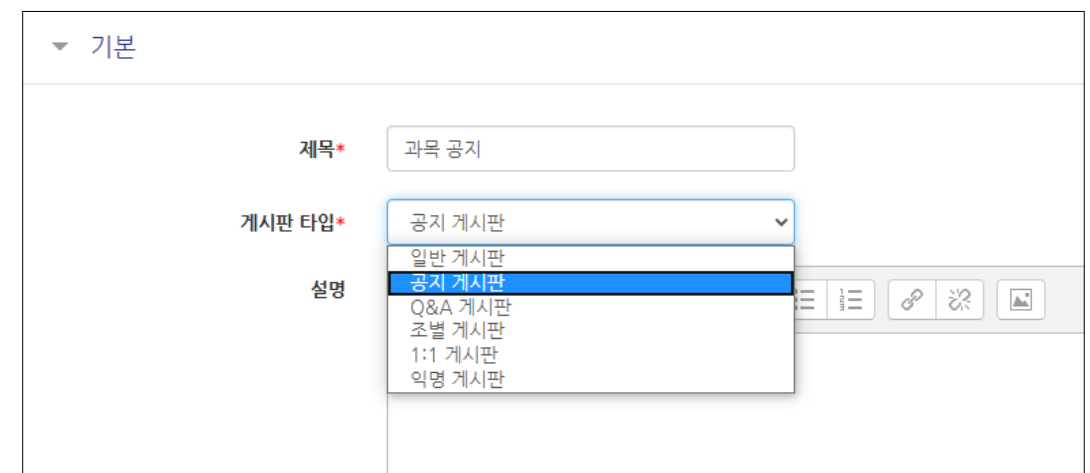 기본
제목*
과목 공지
게시판 타입*
공지 게시판
일반 게시판
공지 게시판
설명
Q&A 게시판
조별 게시판
1:1 게시판
익명 게시판